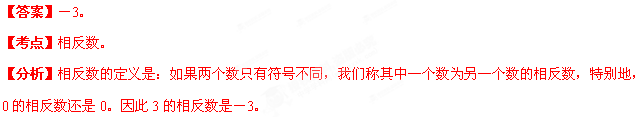 【答案】－3。
【考点】相反数。
【分析】相反数的定义是：如果两个数只有符号不同，我们称其中一个数为另一个数的相反数，特别地，
0的相反数还是0。因此3的相反数是－3。